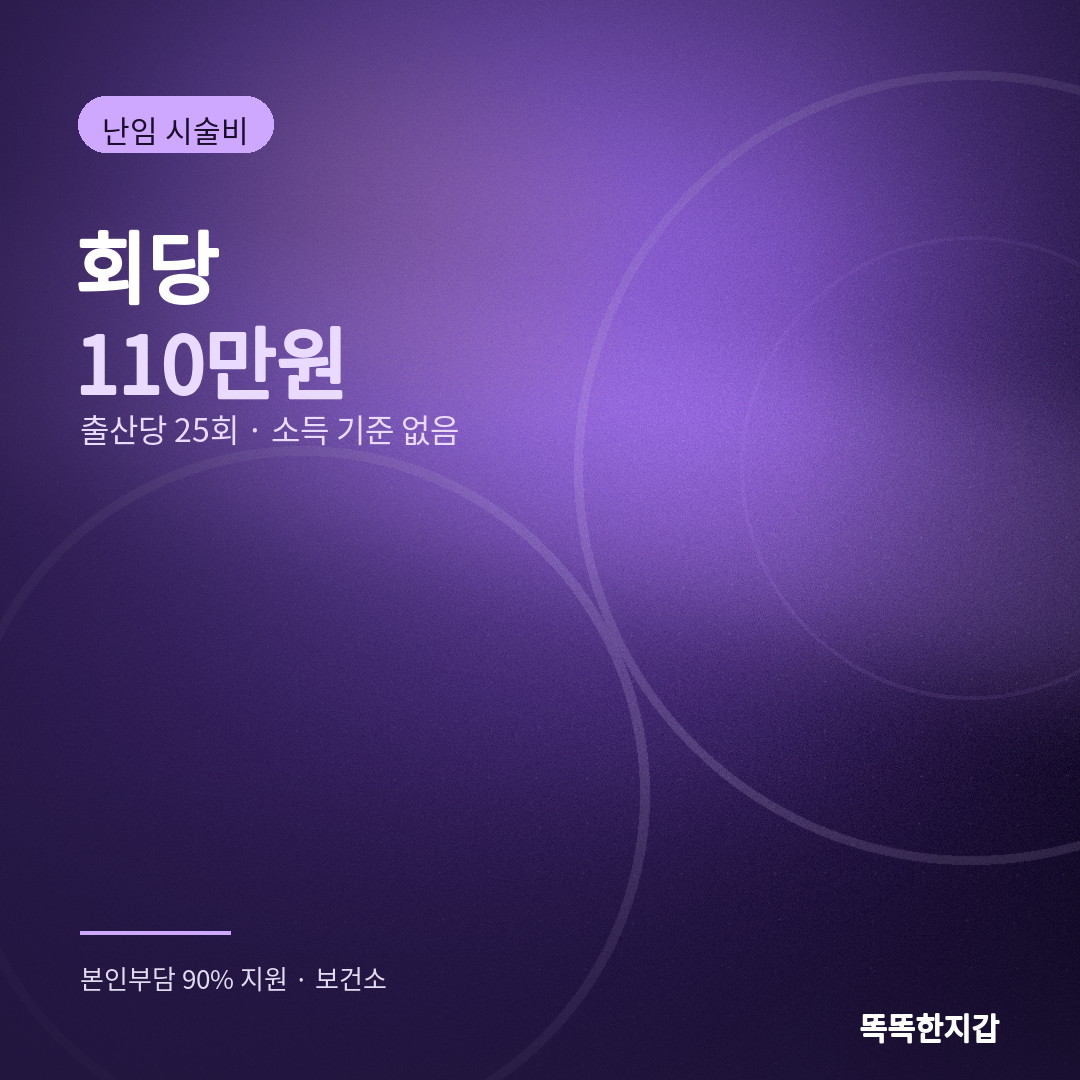 난임 시술비
회당
110만원
출산당 25회 · 소득 기준 없음
본인부담 90% 지원 · 보건소
똑똑한지갑